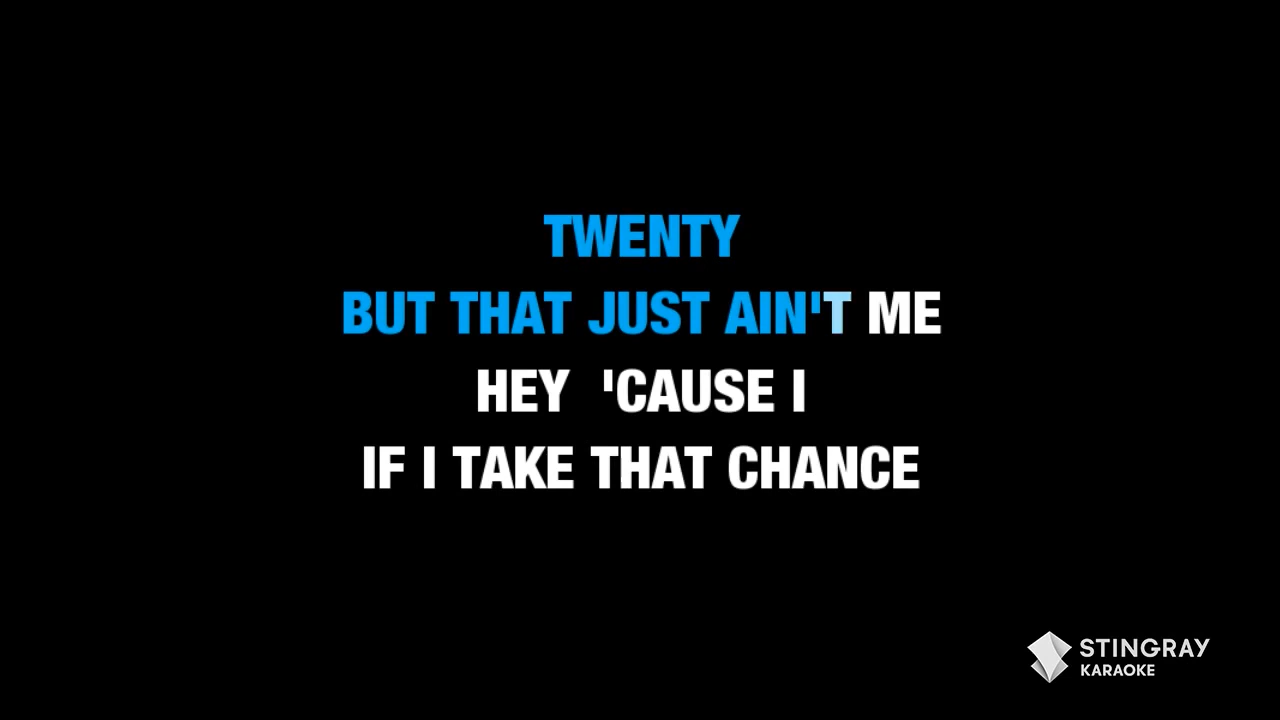 TWENTY
BUT THAT JUST AIN'T ME
HEY  'CAUSE I
IF I TAKE THAT CHANCE
STINGRAY
KARAOKE